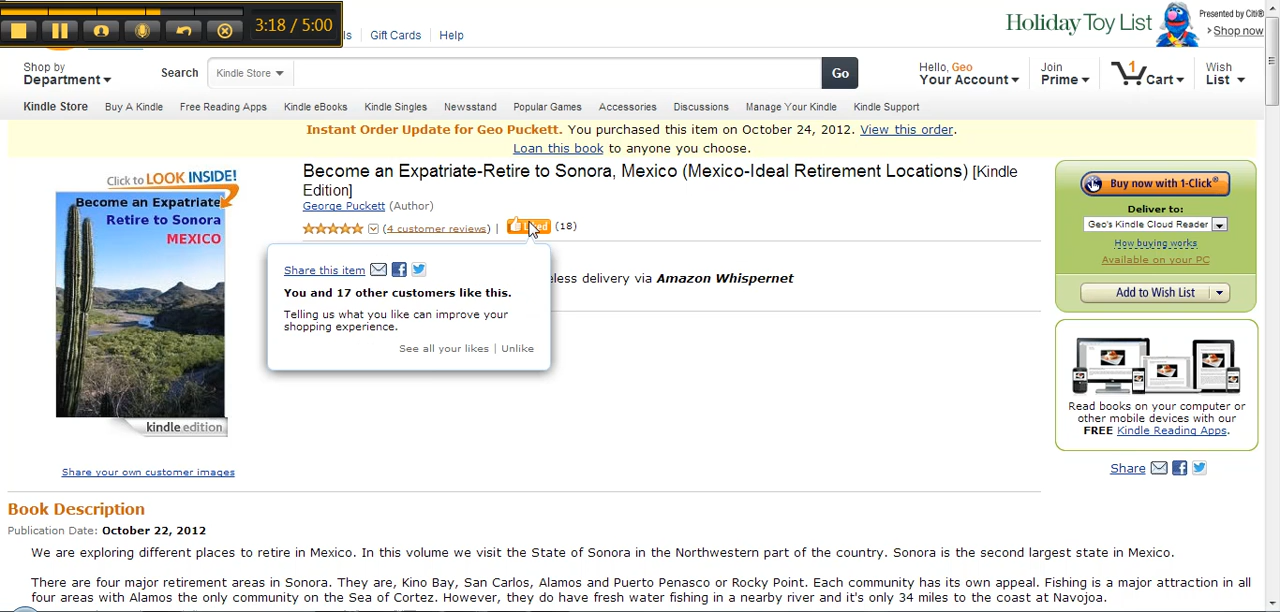 3:18 / 5:00
ls Gift Cards Help
Holiday Toy List
Presented by Citi®
Shop now
Shop by
Department
Search Kindle Store Go
Hello, Geo
Your Account
Join
Prime
1
Cart
Wish
List
Kindle Store Buy A Kindle Free Reading Apps Kindle eBooks Kindle Singles Newsstand Popular Games Accessories Discussions Manage Your Kindle Kindle Support
Instant Order Update for Geo Puckett. You purchased this item on October 24, 2012. View this order.
Loan this book to anyone you choose.
Click to LOOK INSIDE!
Become an Expatriate
Retire to Sonora
MEXICO
kindle edition
Share your own customer images
Become an Expatriate-Retire to Sonora, Mexico (Mexico-Ideal Retirement Locations) [Kindle
Edition]
George Puckett (Author)
(4 customer reviews) | (18)
Share this item
You and 17 other customers like this.
Telling us what you like can improve your
shopping experience.
See all your likes | Unlike
eless delivery via Amazon Whispernet
Buy now with 1-Click®
Deliver to:
Geo's Kindle Cloud Reader
How buying works
Available on your PC
Add to Wish List
Read books on your computer or
other mobile devices with our
FREE Kindle Reading Apps.
Share
Book Description
Publication Date: October 22, 2012
We are exploring different places to retire in Mexico. In this volume we visit the State of Sonora in the Northwestern part of the country. Sonora is the second largest state in Mexico.
There are four major retirement areas in Sonora. They are, Kino Bay, San Carlos, Alamos and Puerto Penasco or Rocky Point. Each community has its own appeal. Fishing is a major attraction in all
four areas with Alamos the only community on the Sea of Cortez. However, they do have fresh water fishing in a nearby river and it's only 34 miles to the coast at Navojoa.